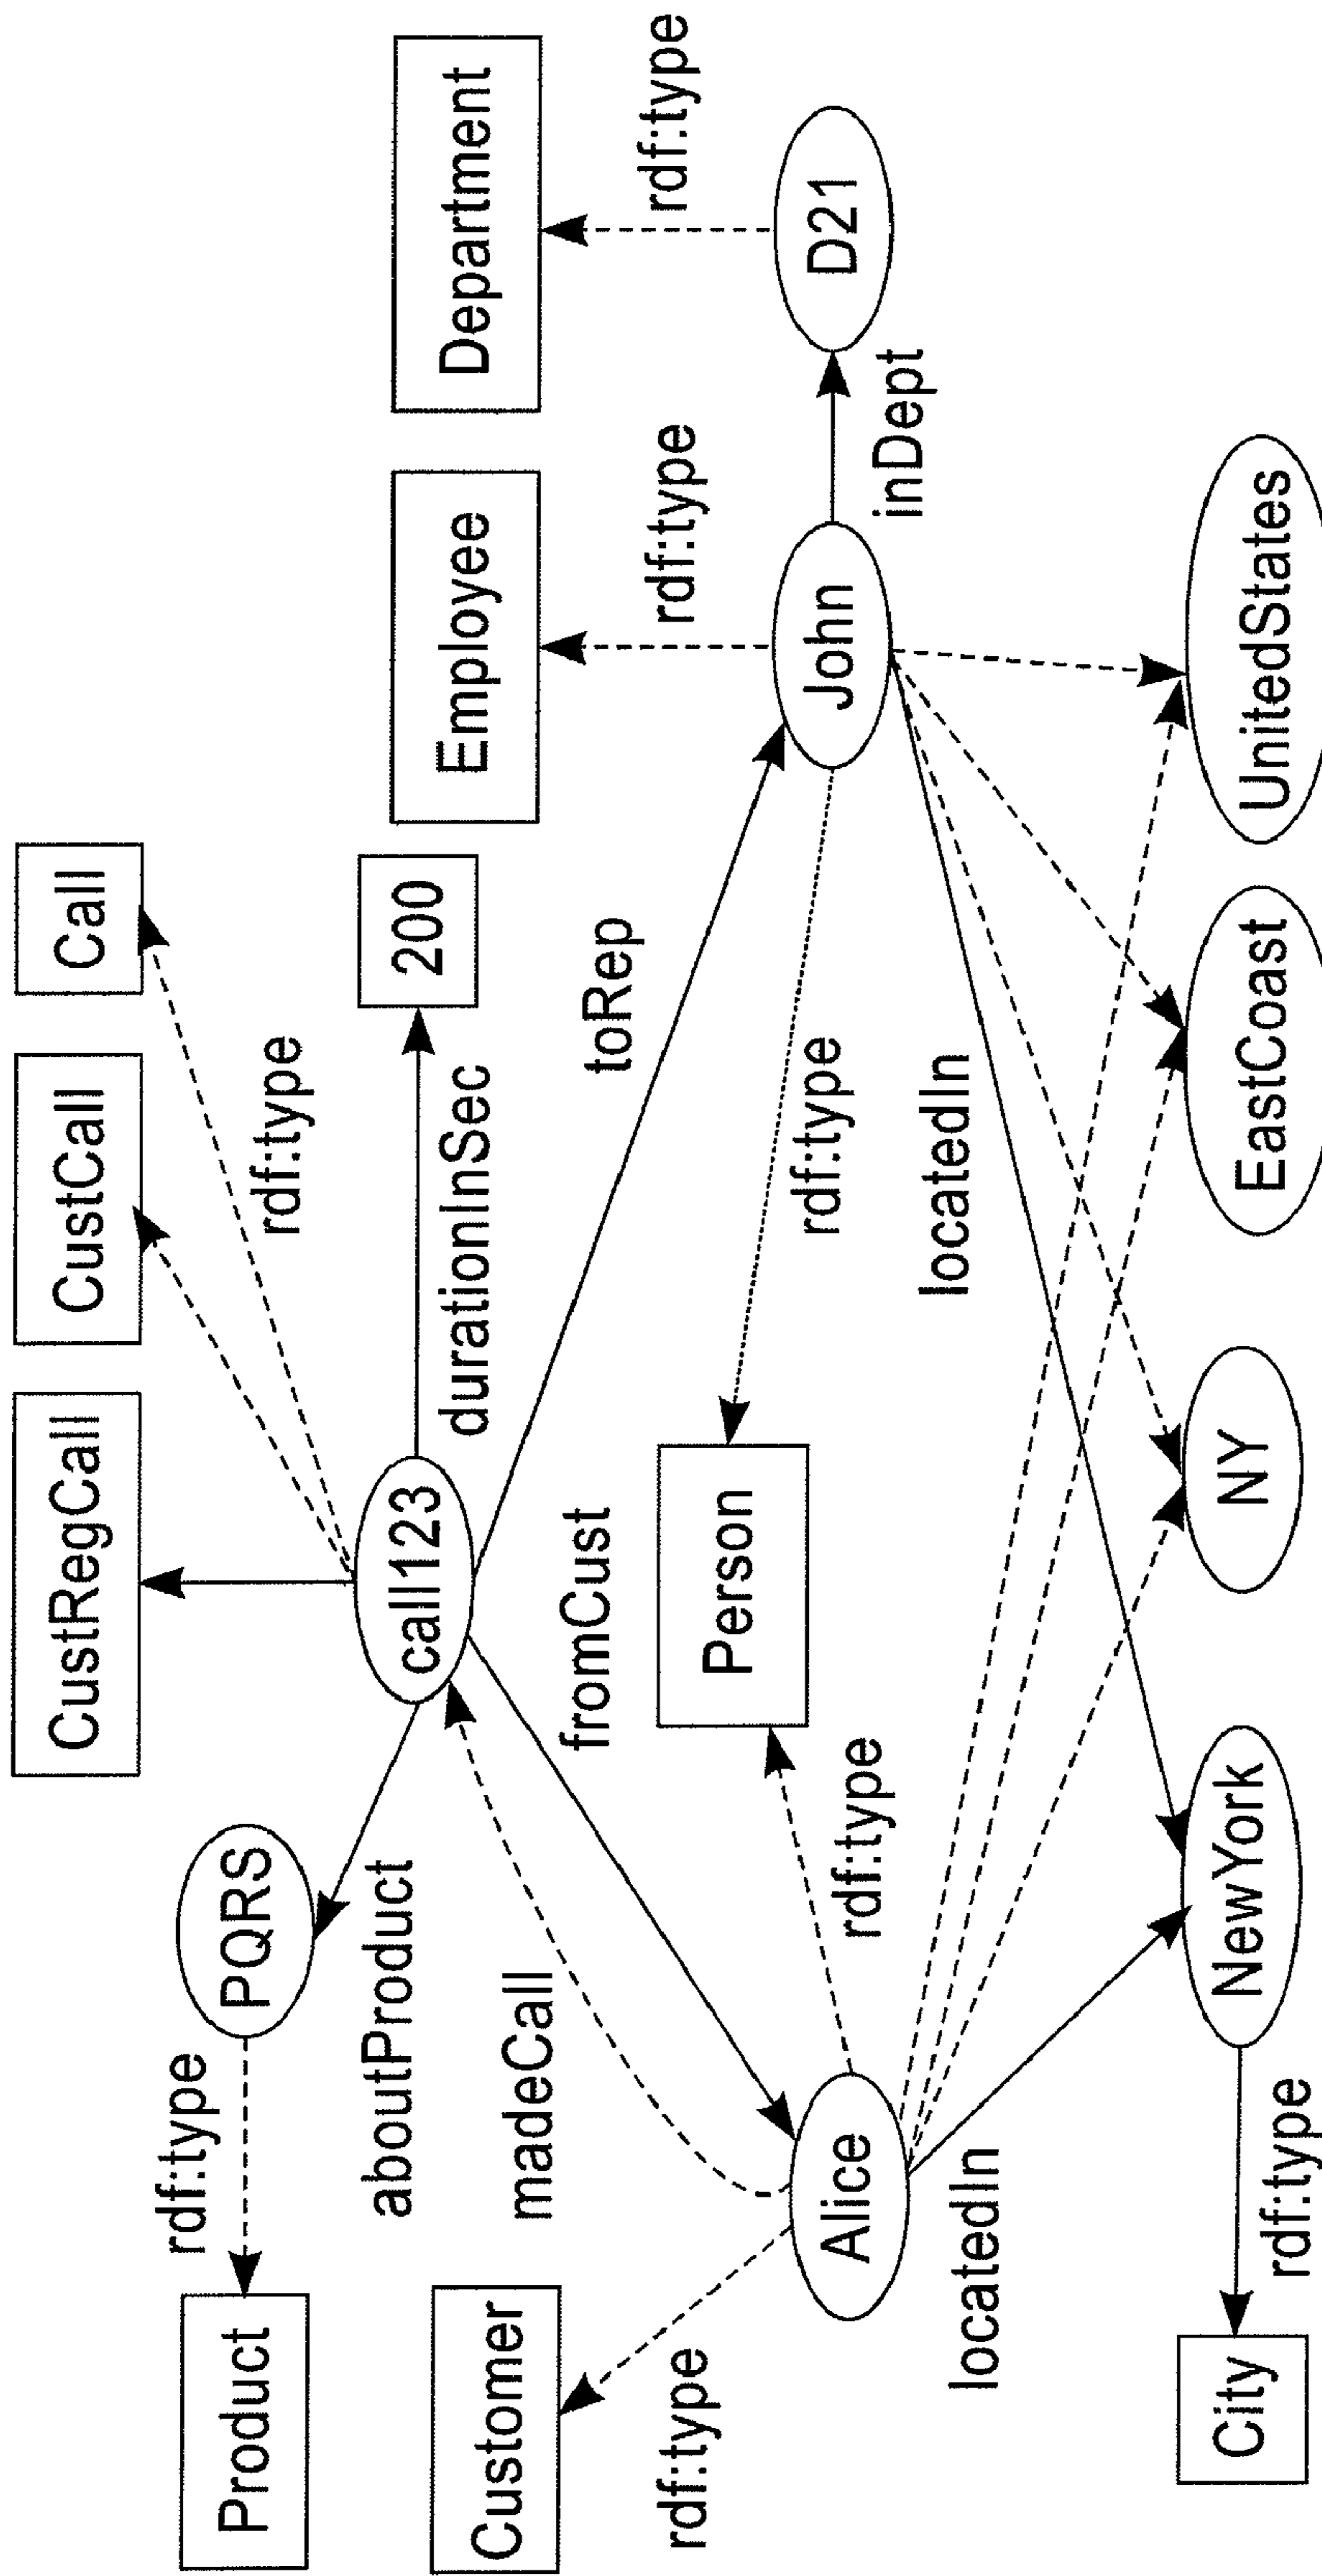 CustRegCall
CustCall
Call
rdf:type
PQRS
Product
rdf:type
call123
200
durationInSec
aboutProduct
Customer
madeCall
fromCust
toRep
Employee
Department
rdf:type
rdf:type
rdf:type
Person
rdf:type
rdf:type
Alice
John
inDept
D21
locatedIn
locatedIn
City
NewYork
NY
EastCoast
UnitedStates
rdf:type